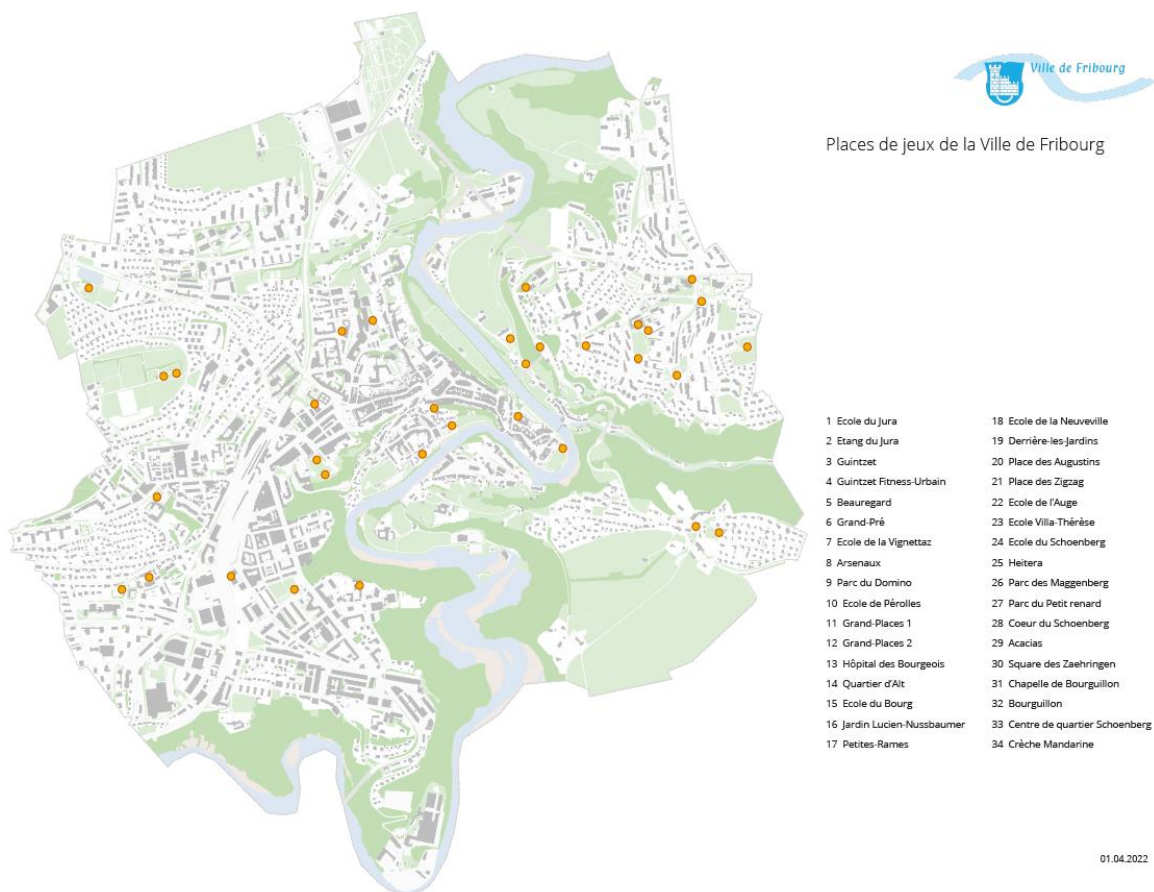 Ville de Fribourg
Places de jeux de la Ville de Fribourg
1 Ecole du Jura
2 Etang du Jura
3 Guintzet
4 Guintzet Fitness-Urbain
5 Beauregard
6 Grand-Pré
7 Ecole de la Vignettaz
8 Arsenaux
9 Parc du Domino
10 Ecole de Pérolles
11 Grand-Places 1
12 Grand-Places 2
13 Hôpital des Bourgeois
14 Quartier d'Alt
15 Ecole du Bourg
16 Jardin Lucien-Nussbaumer
17 Petites-Rames
18 Ecole de la Neuveville
19 Derrière-les-Jardins
20 Place des Augustins
21 Place des Zigzag
22 Ecole de l'Auge
23 Ecole Villa-Thérèse
24 Ecole du Schoenberg
25 Heitera
26 Parc des Maggenberg
27 Parc du Petit renard
28 Coeur du Schoenberg
29 Acacias
30 Square des Zaehringen
31 Chapelle de Bourguillon
32 Bourguillon
33 Centre de quartier Schoenberg
34 Crèche Mandarine
01.04.2022